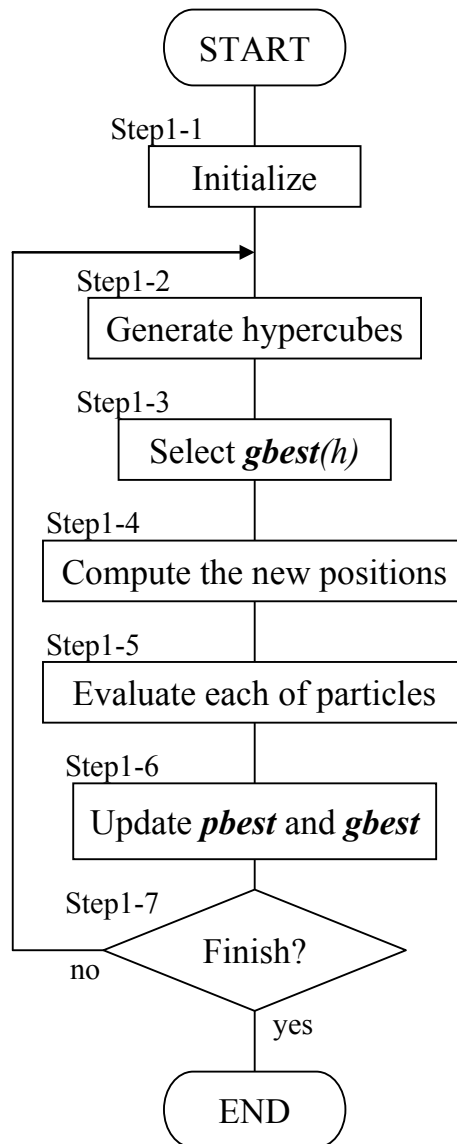 START
Step1-1
Initialize
Step1-2
Generate hypercubes
Step1-3
Select gbest(h)
Step1-4
Compute the new positions
Step1-5
Evaluate each of particles
Step1-6
Update pbest and gbest
Step1-7
Finish?
no
yes
END